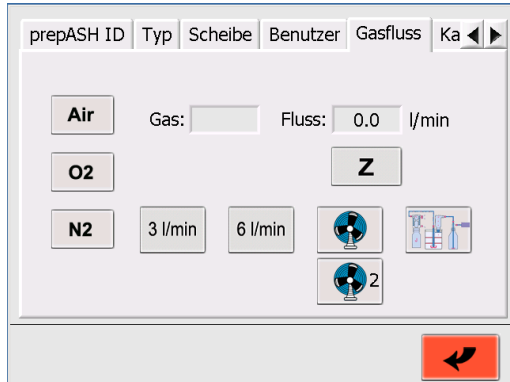 prepASH ID Typ Scheibe Benutzer Gasfluss Ka
Air Gas: Fluss: 0.0 l/min
O2 Z
N2 3 l/min 6 l/min
2